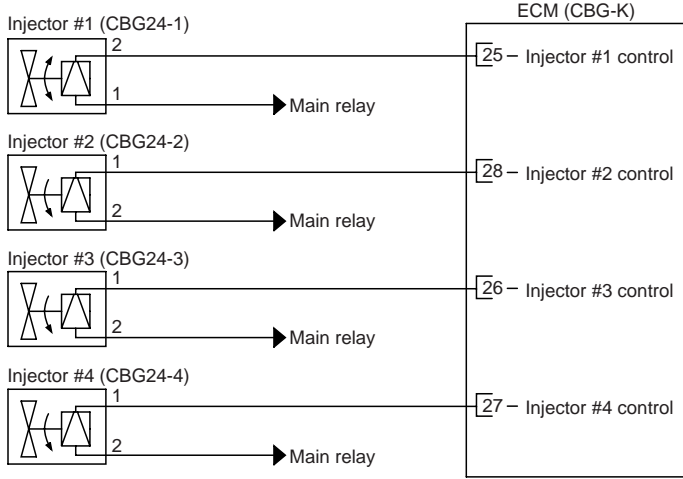 ECM (CBG-K)
Injector #1 (CBG24-1)
2
25 – Injector #1 control
1
Main relay
Injector #2 (CBG24-2)
1
28 – Injector #2 control
2
Main relay
Injector #3 (CBG24-3)
1
26 – Injector #3 control
2
Main relay
Injector #4 (CBG24-4)
1
27 – Injector #4 control
2
Main relay